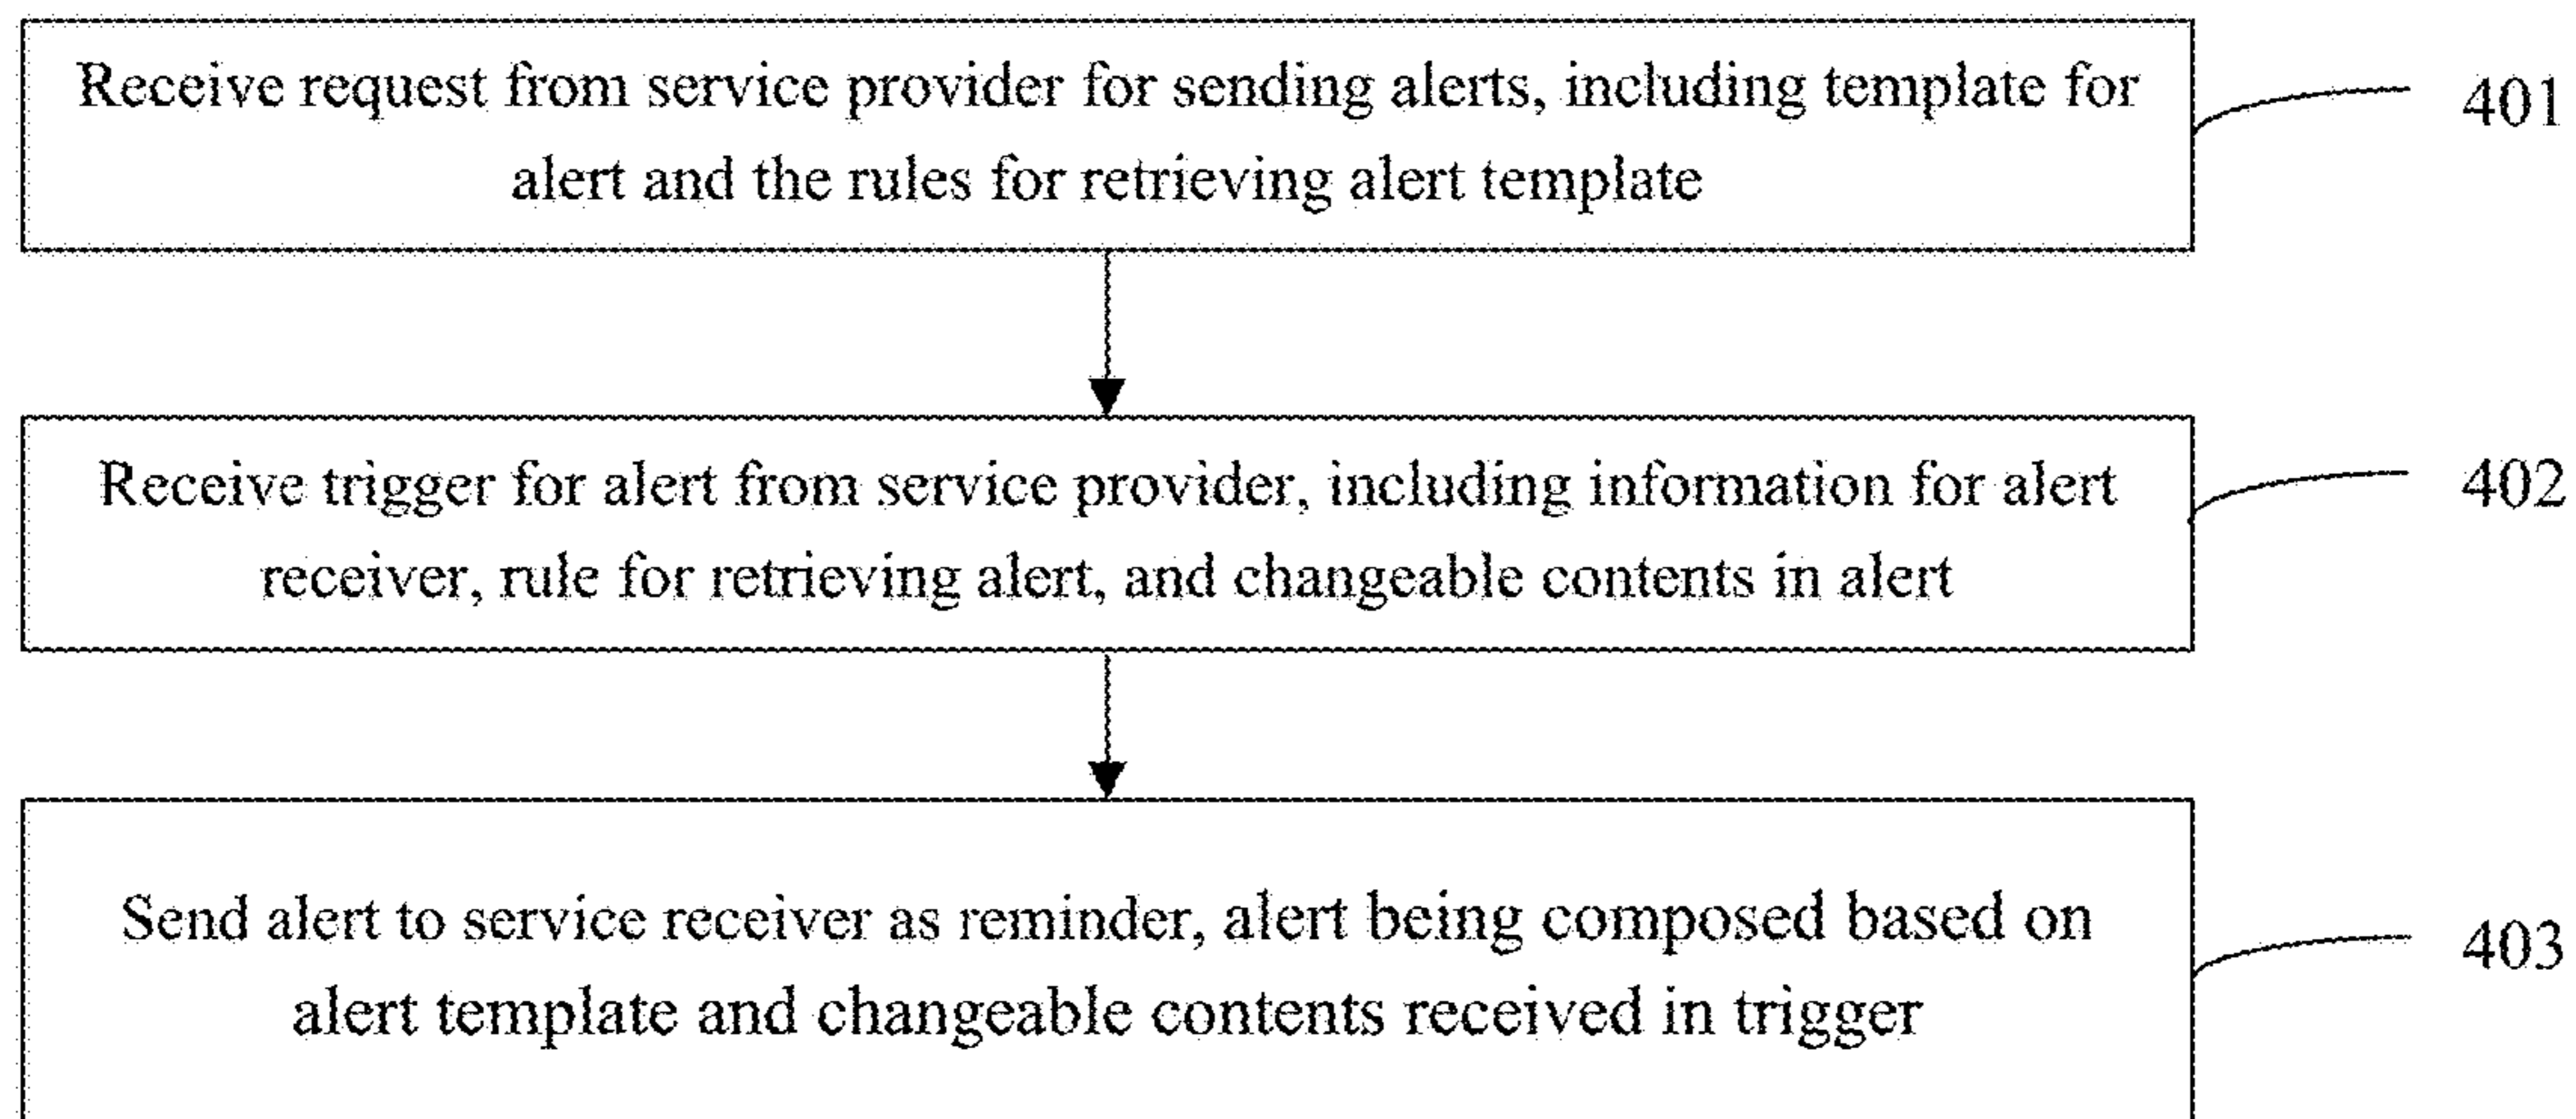 Receive request from service provider for sending alerts, including template for
alert and the rules for retrieving alert template
401
Receive trigger for alert from service provider, including information for alert
receiver, rule for retrieving alert, and changeable contents in alert
402
Send alert to service receiver as reminder, alert being composed based on
alert template and changeable contents received in trigger
403